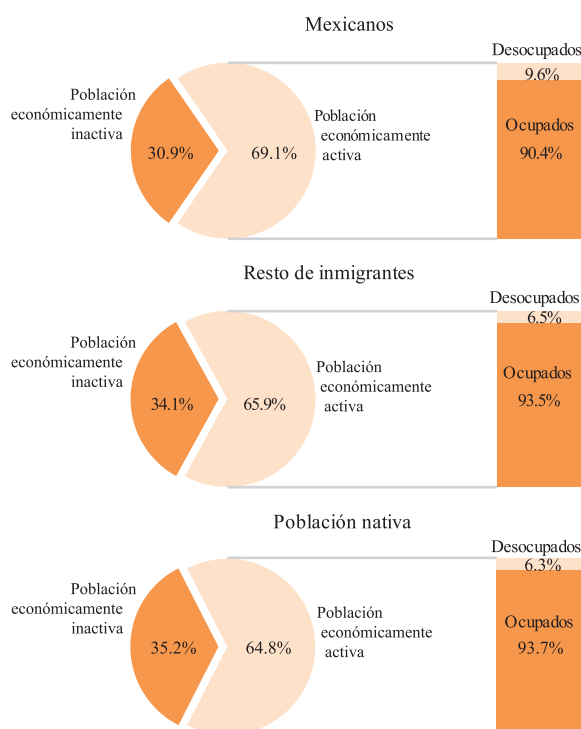 Mexicanos
Desocupados
9.6%
Población
económicamente
inactiva
Población
económicamente
activa
30.9%
69.1%
Ocupados
90.4%
Resto de inmigrantes
Desocupados
6.5%
Población
económicamente
inactiva
Población
económicamente
activa
34.1%
65.9%
Ocupados
93.5%
Población nativa
Desocupados
6.3%
Población
económicamente
inactiva
Población
económicamente
activa
35.2%
64.8%
Ocupados
93.7%